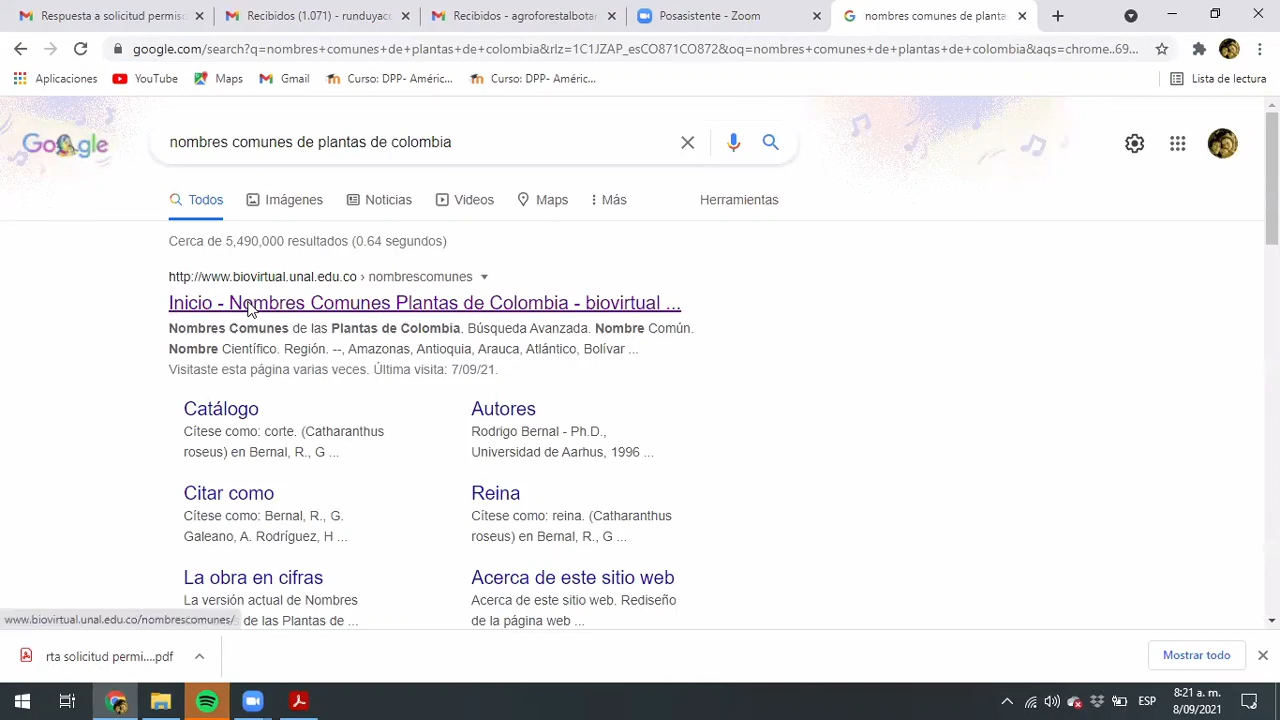 Respuesta a solicitud permiso
Recibidos (1.071) - runduyaco
Recibidos - agroforestalbotan
Posasistente - Zoom
nombres comunes de planta
google.com/search?q=nombres+comunes+de+plantas+de+colombia&rlz=1C1JZAP_esCO871CO872&oq=nombres+comunes+de+plantas+de+colombia&aqs=chrome..69...
Aplicaciones
YouTube
Maps
Gmail
Curso: DPP- Améric...
Curso: DPP- Améric...
Lista de lectura
Google
nombres comunes de plantas de colombia
Todos
Imágenes
Noticias
Videos
Maps
Más
Herramientas
Cerca de 5,490,000 resultados (0.64 segundos)
http://www.biovirtual.unal.edu.co › nombrescomunes
Inicio - Nombres Comunes Plantas de Colombia - biovirtual ...
Nombres Comunes de las Plantas de Colombia. Búsqueda Avanzada. Nombre Común.
Nombre Científico. Región. --, Amazonas, Antioquia, Arauca, Atlántico, Bolívar ...
Visitaste esta página varias veces. Última visita: 7/09/21.
Catálogo
Cítese como: corte. (Catharanthus
roseus) en Bernal, R., G ...
Autores
Rodrigo Bernal - Ph.D.,
Universidad de Aarhus, 1996 ...
Citar como
Cítese como: Bernal, R., G.
Galeano, A. Rodríguez, H ...
Reina
Cítese como: reina. (Catharanthus
roseus) en Bernal, R., G ...
La obra en cifras
La versión actual de Nombres
de las Plantas de ...
Acerca de este sitio web
Acerca de este sitio web. Rediseño
de la página web ...
www.biovirtual.unal.edu.co/nombrescomunes/
rta solicitud permi....pdf
Mostrar todo
ESP
8:21 a. m.
8/09/2021